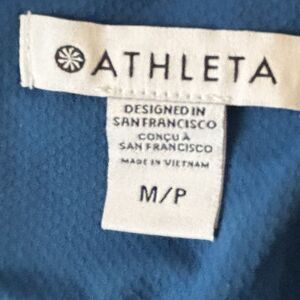 ATHLETA
DESIGNED IN
SAN FRANCISCO
CONÇU À
SAN FRANCISCO
MADE IN VIETNAM
M/P